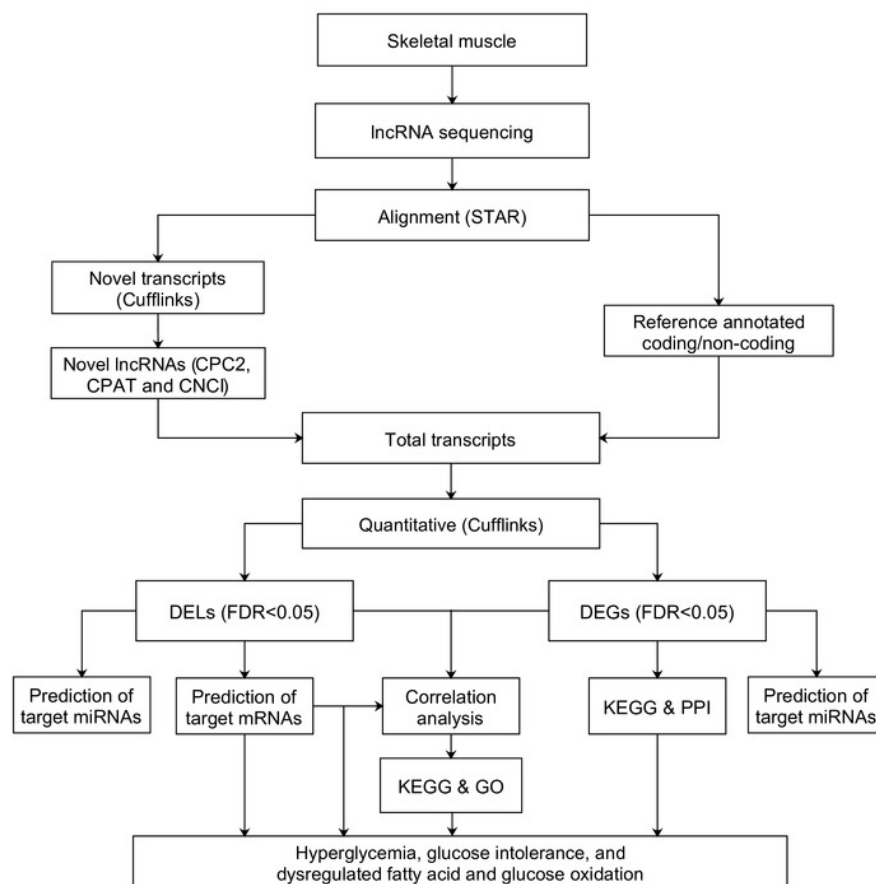 Skeletal muscle
lncRNA sequencing
Alignment (STAR)
Novel transcripts
(Cufflinks)
Reference annotated
coding/non-coding
Novel lncRNAs (CPC2,
CPAT and CNCI)
Total transcripts
Quantitative (Cufflinks)
DELs (FDR<0.05)
DEGs (FDR<0.05)
Prediction of
target miRNAs
Prediction of
target mRNAs
Correlation
analysis
KEGG & PPI
Prediction of
target miRNAs
KEGG & GO
Hyperglycemia, glucose intolerance, and
dysregulated fatty acid and glucose oxidation